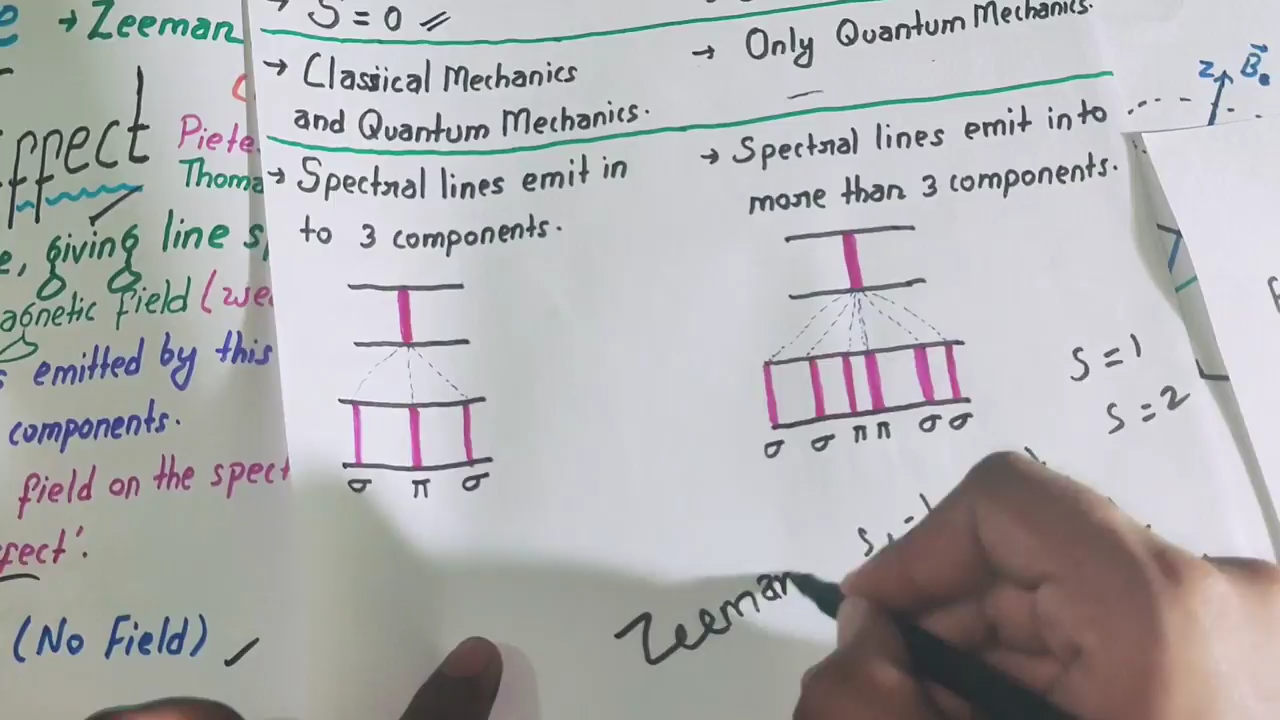 → Zeeman
ffect
Piete
Thoma
e, giving line s
agnetic field (we
emitted by this
components.
field on the spect
fect'.
(No Field) ✓
→ S = 0
→ Classical Mechanics
and Quantum Mechanics.
→ Spectral lines emit in
to 3 components.
σ π σ
→ Only Quantum Mechanics.
→ Spectral lines emit into
more than 3 components.
σ σ π π σ σ
S = 1
S = 2
Zeeman
Z B